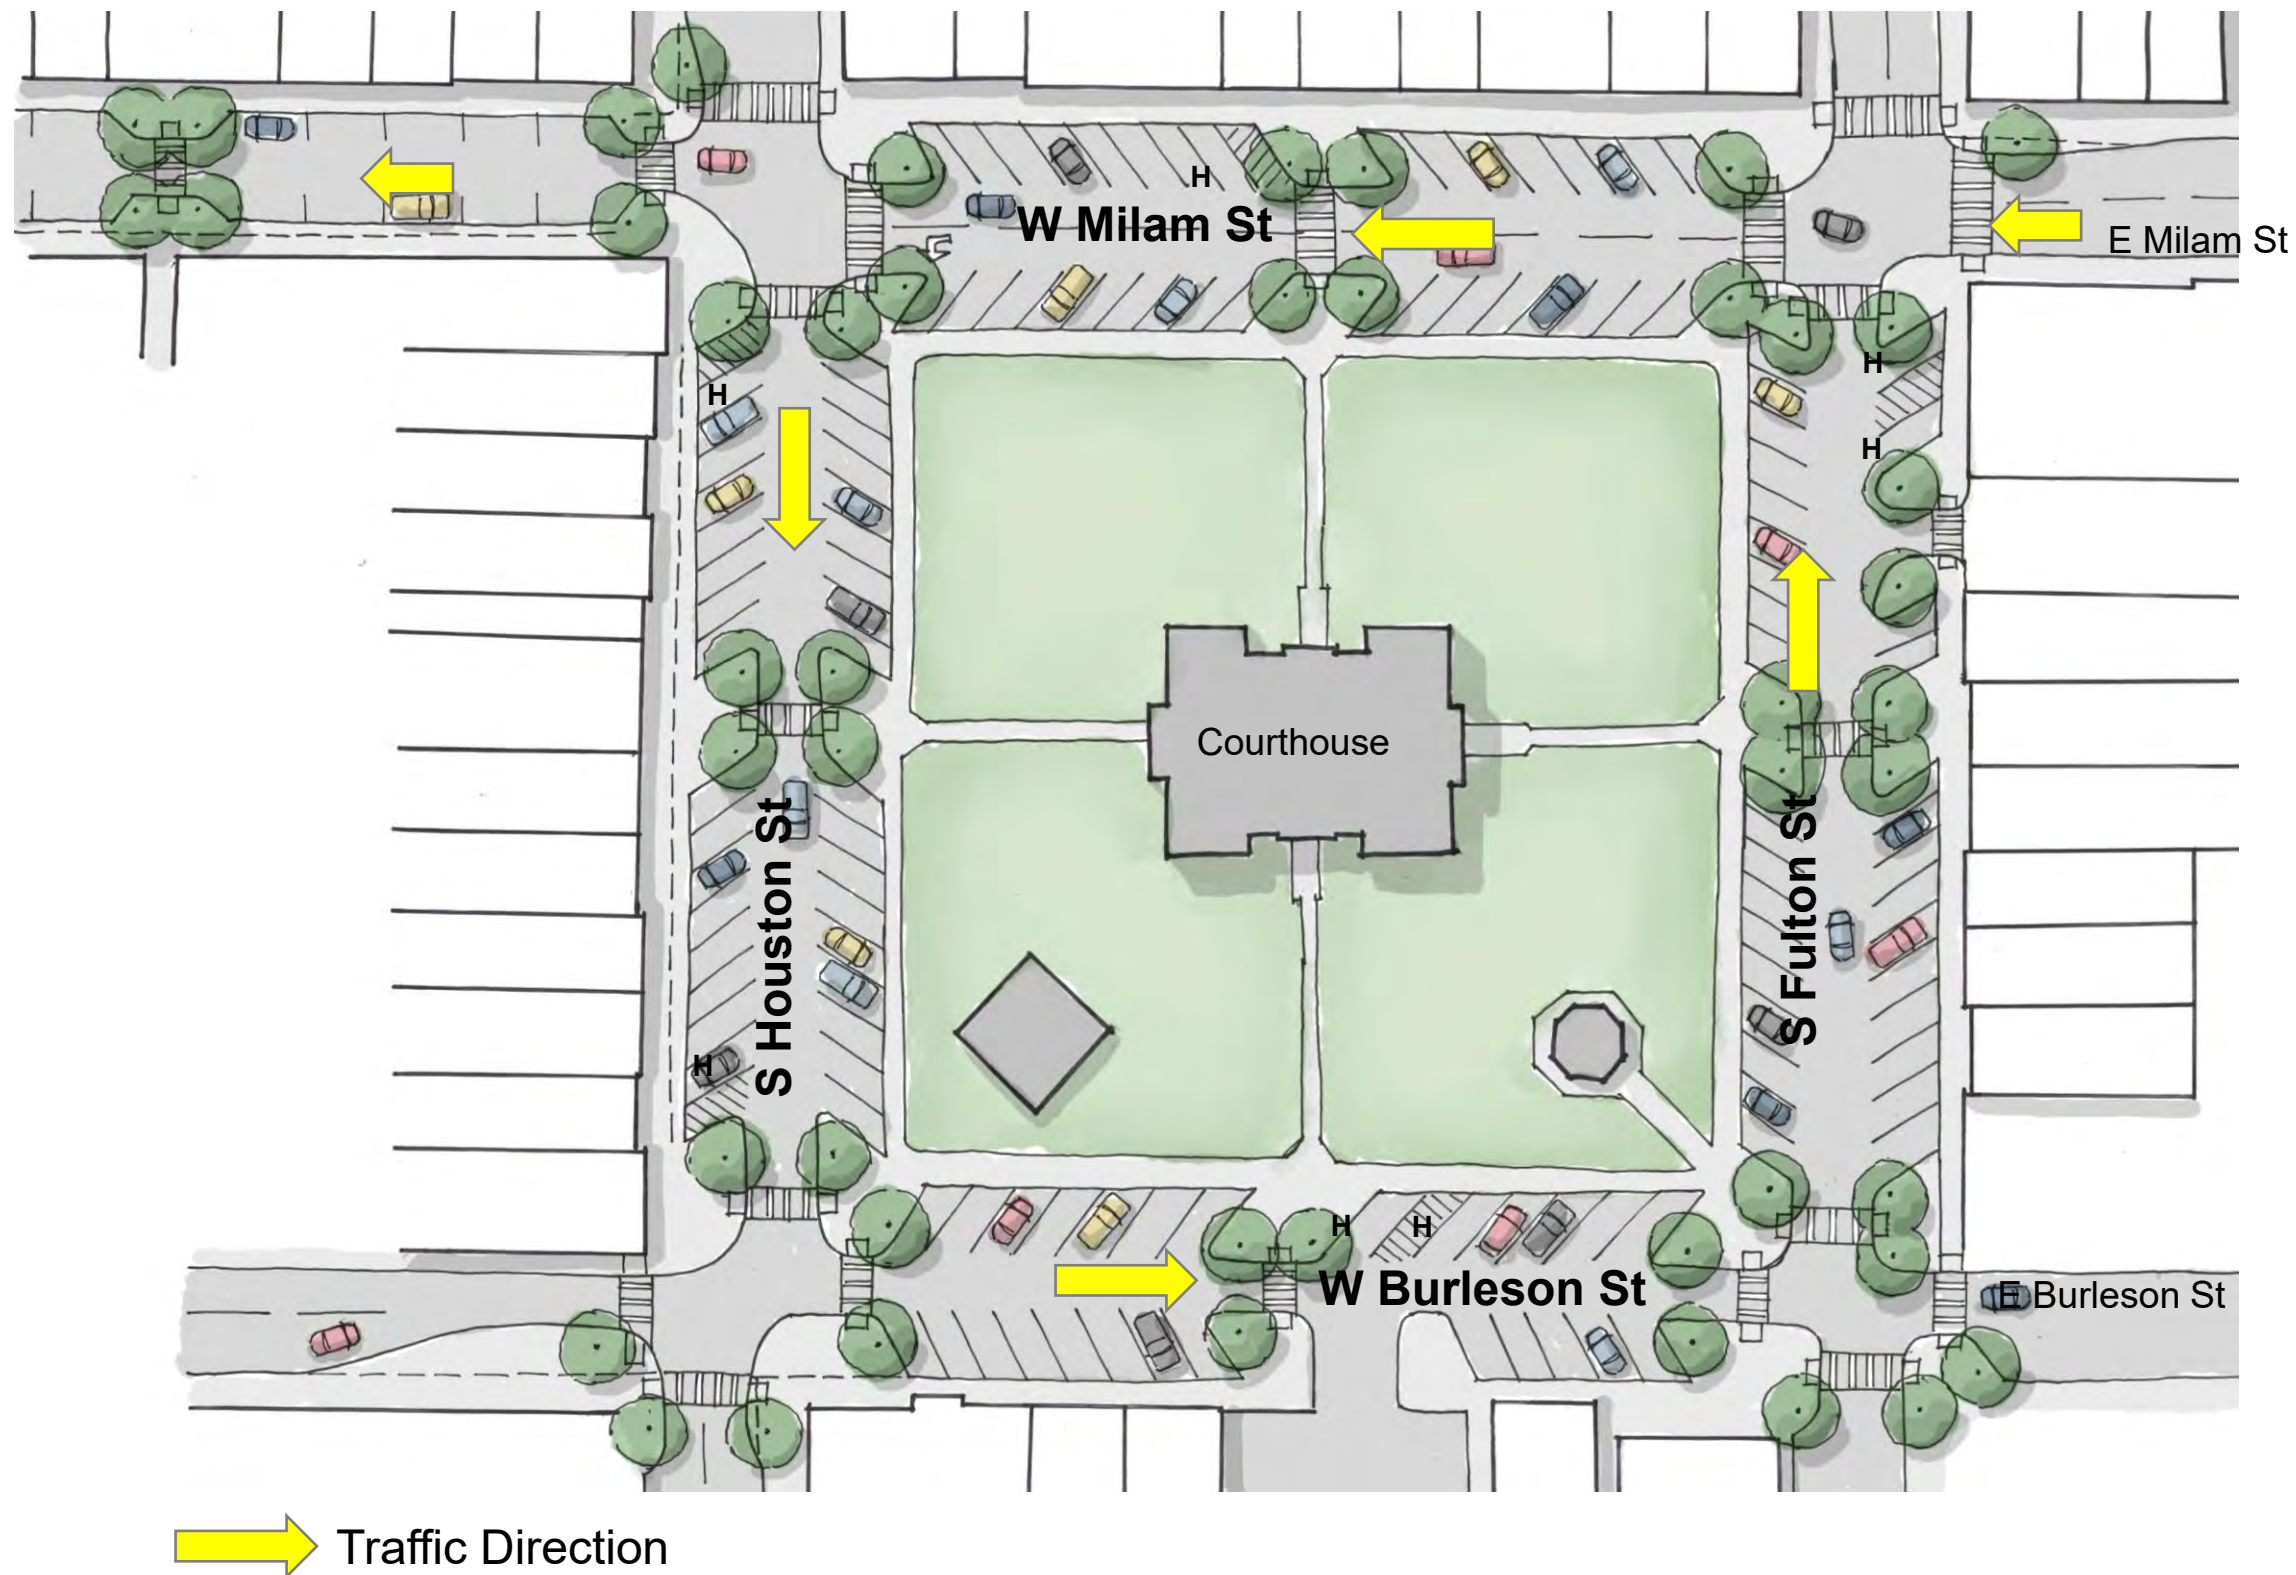 H
W Milam St
E Milam St
H
H
H
Courthouse
S Houston St
S Fulton St
H
H
H
W Burleson St
E Burleson St
Traffic Direction